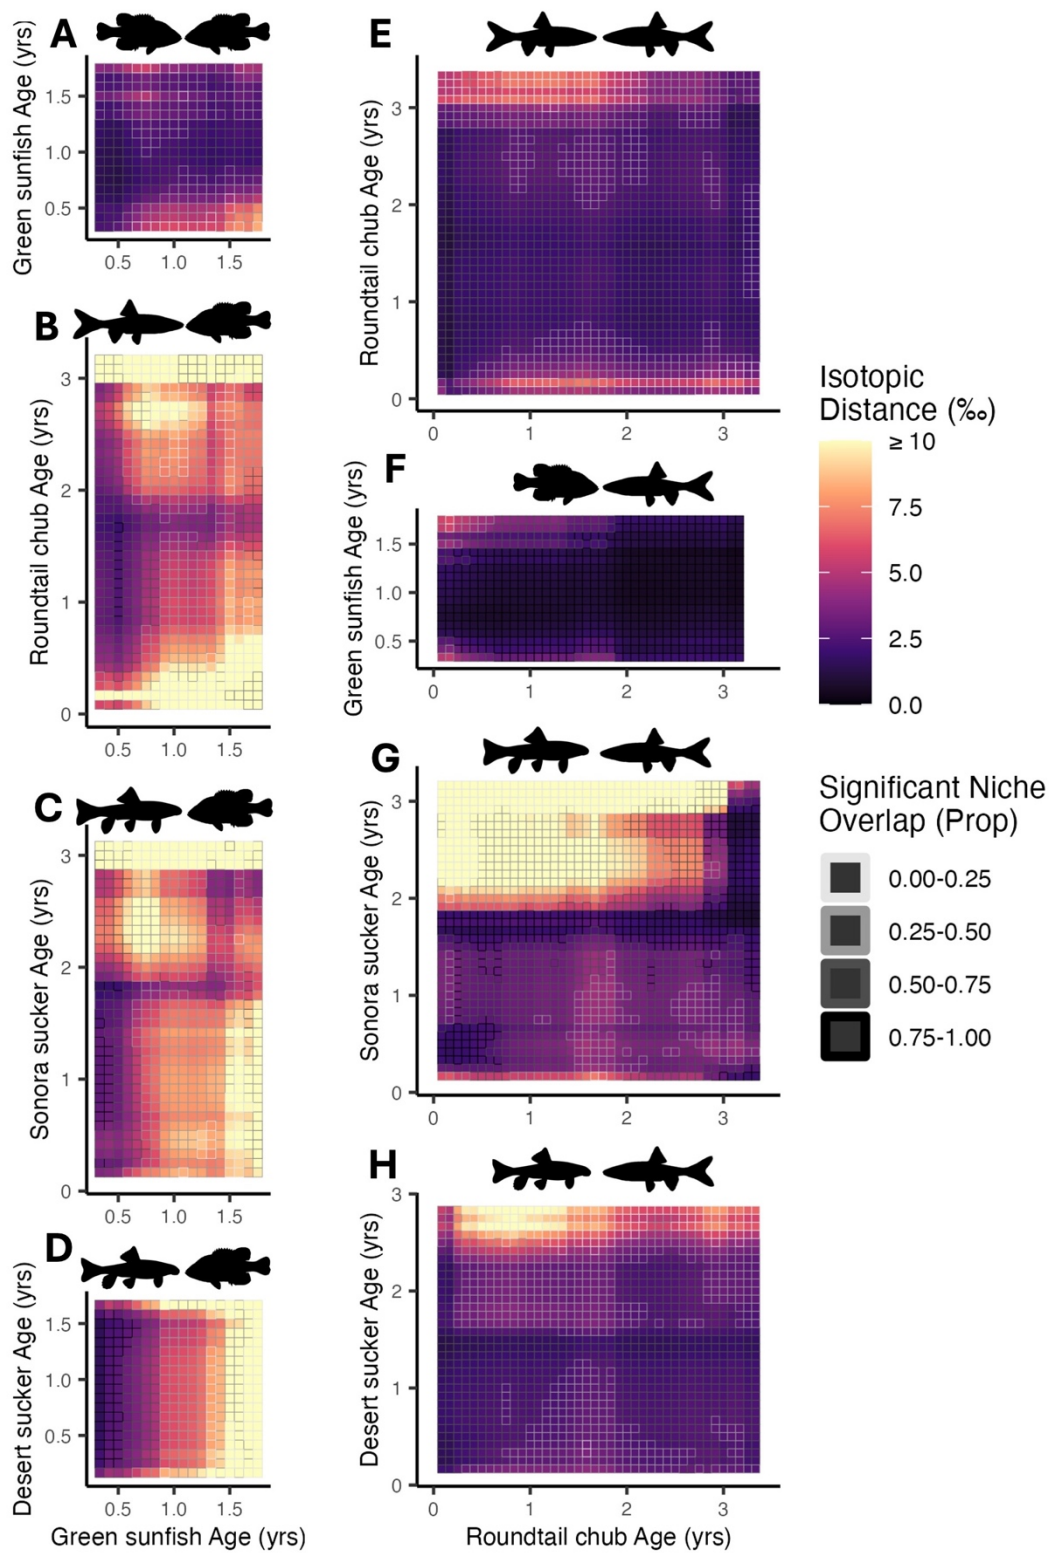 A
Green sunfish Age (yrs)
1.5
1.0
0.5
0.5 1.0 1.5
B
Roundtail chub Age (yrs)
3
2
1
0
0.5 1.0 1.5
C
Sonora sucker Age (yrs)
3
2
1
0
0.5 1.0 1.5
D
Desert sucker Age (yrs)
1.5
1.0
0.5
0.5 1.0 1.5
Green sunfish Age (yrs)
E
Roundtail chub Age (yrs)
3
2
1
0
0 1 2 3
F
Green sunfish Age (yrs)
1.5
1.0
0.5
0 1 2 3
G
Sonora sucker Age (yrs)
3
2
1
0
0 1 2 3
H
Desert sucker Age (yrs)
3
2
1
0
0 1 2 3
Roundtail chub Age (yrs)
Isotopic
Distance (‰)
≥ 10
7.5
5.0
2.5
0.0
Significant Niche
Overlap (Prop)
0.00-0.25
0.25-0.50
0.50-0.75
0.75-1.00